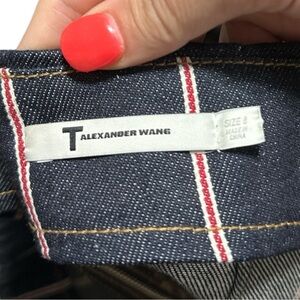 T ALEXANDER WANG
SIZE 8
MADE IN
CHINA